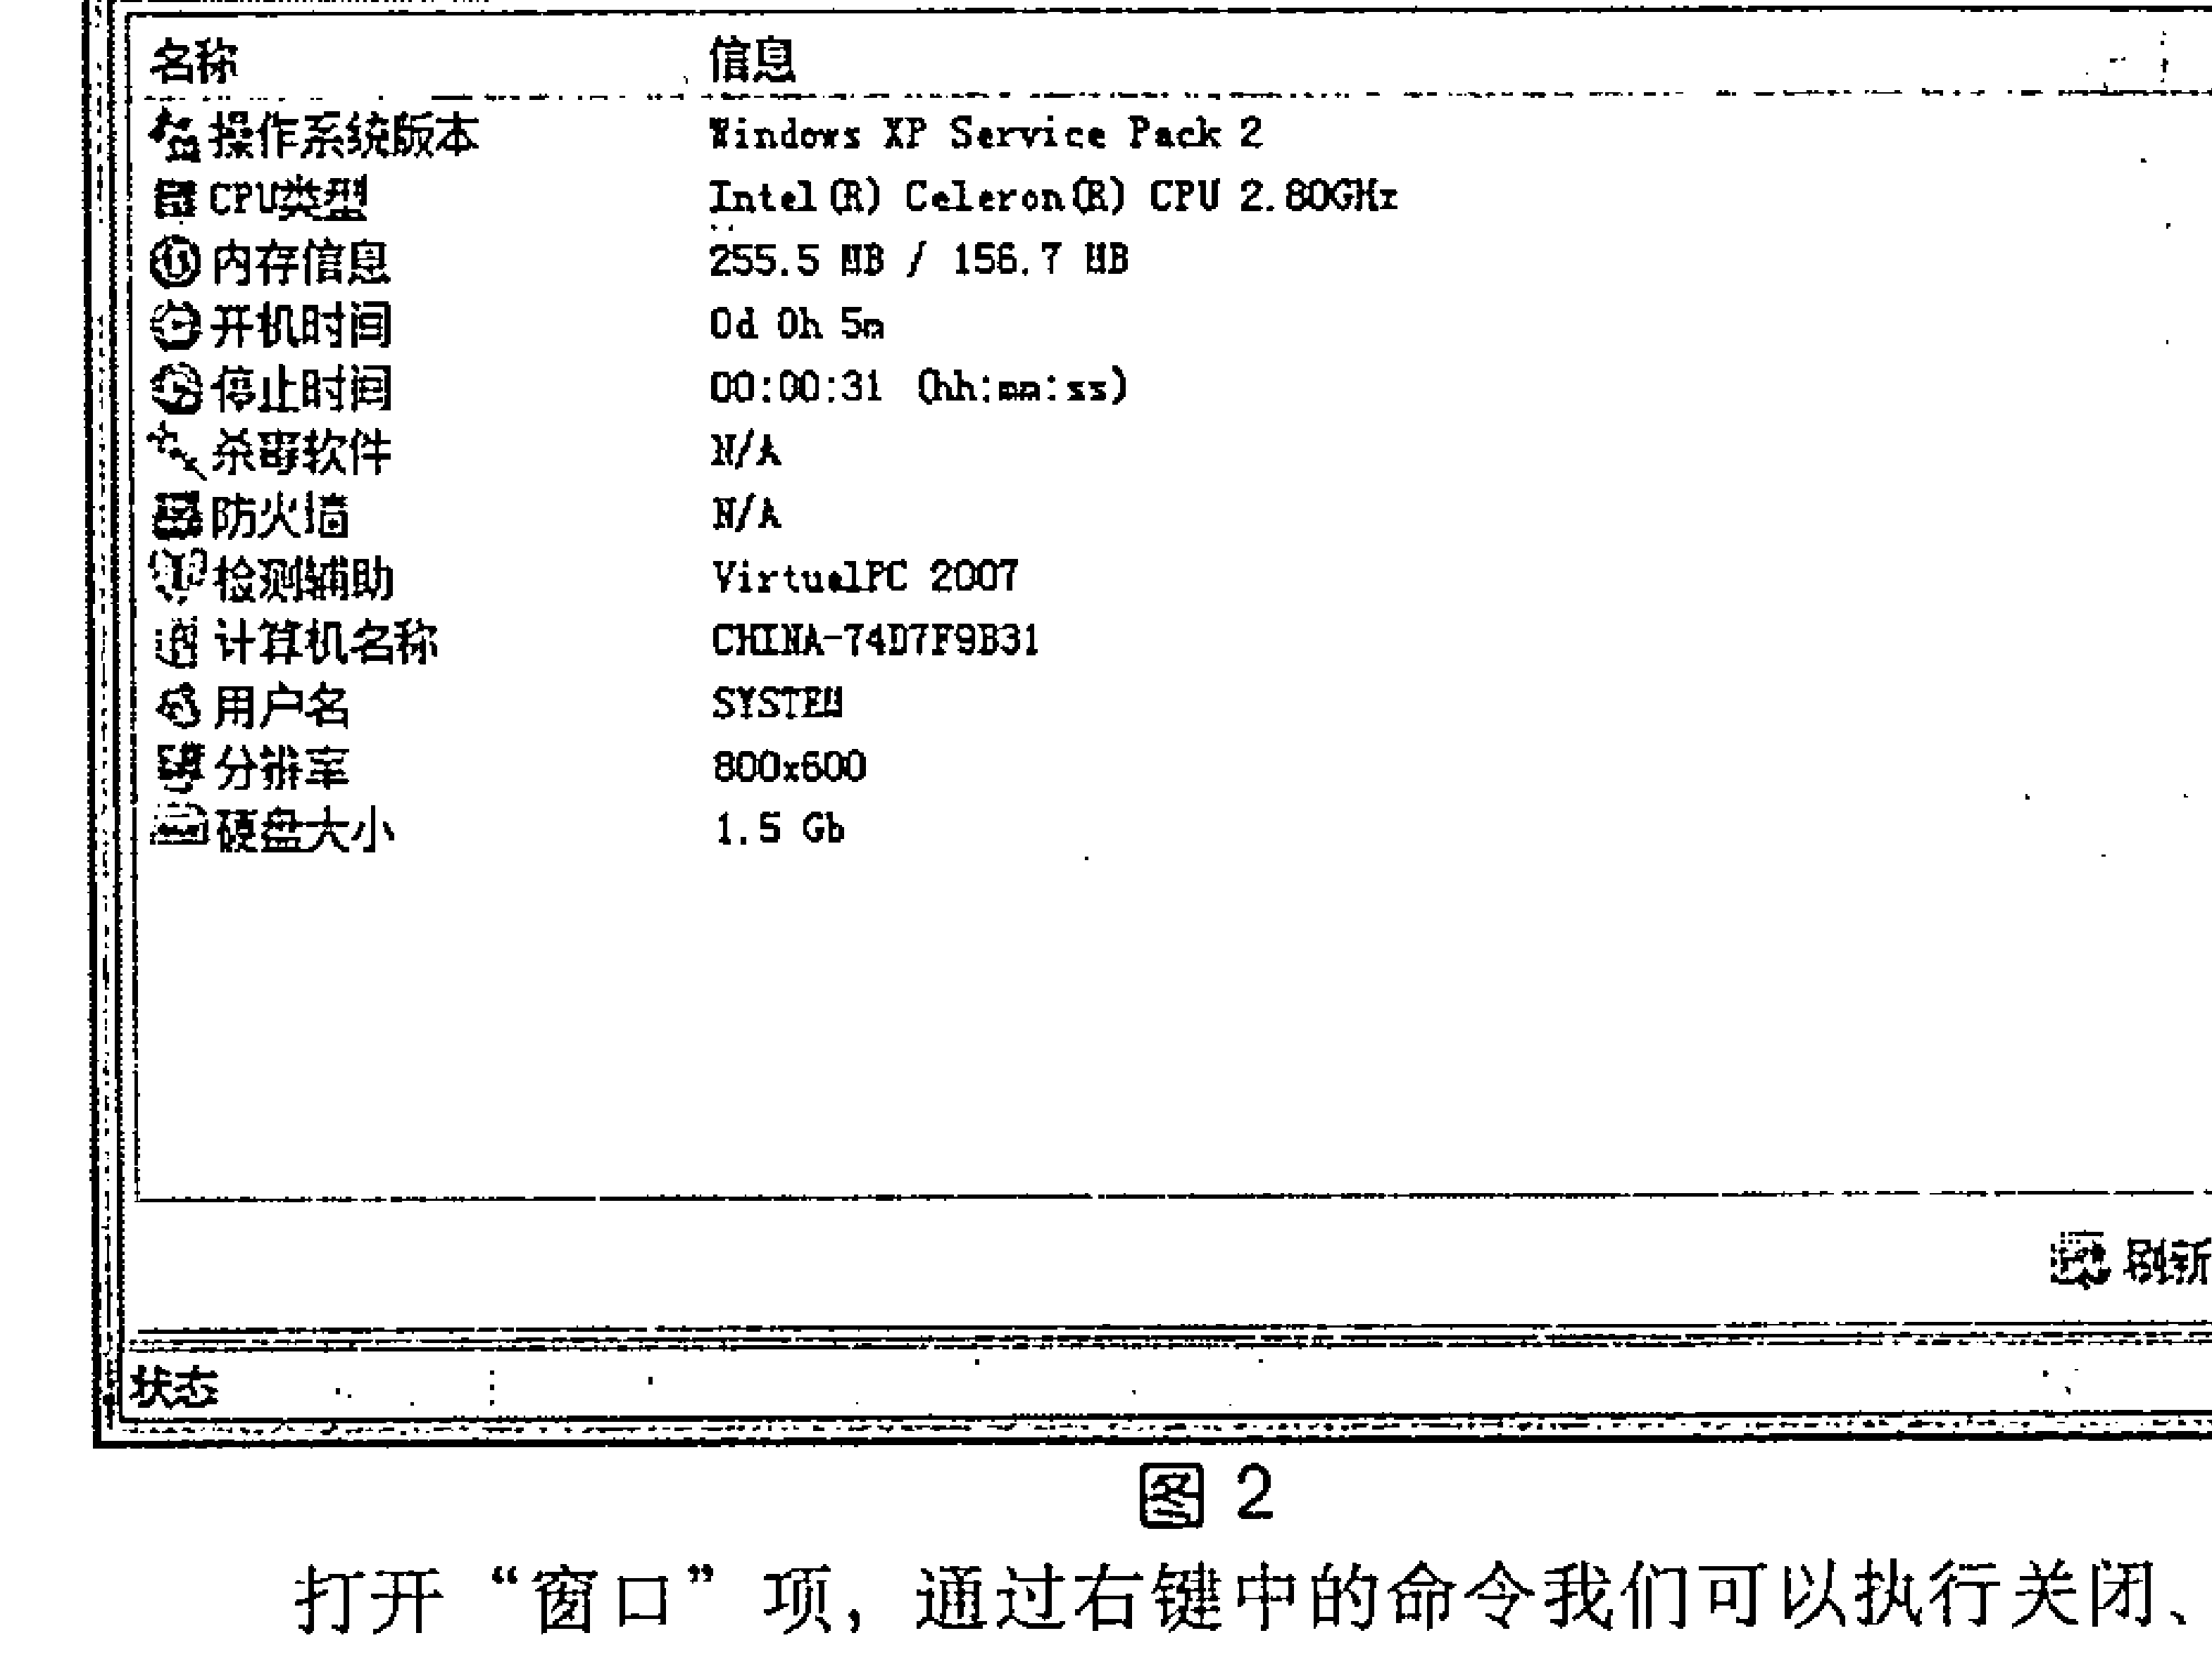 名称 信息
操作系统版本 Windows XP Service Pack 2
CPU类型 Intel(R) Celeron(R) CPU 2.80GHz
内存信息 255.5 MB / 156.7 MB
开机时间 0d 0h 5m
停止时间 00:00:31 (hh:mm:ss)
杀毒软件 N/A
防火墙 N/A
检测辅助 VirtualPC 2007
计算机名称 CHINA-74D7F9B31
用户名 SYSTEM
分辨率 800x600
硬盘大小 1.5 Gb
刷新
状态
图 2
打开“窗口”项，通过右键中的命令我们可以执行关闭、